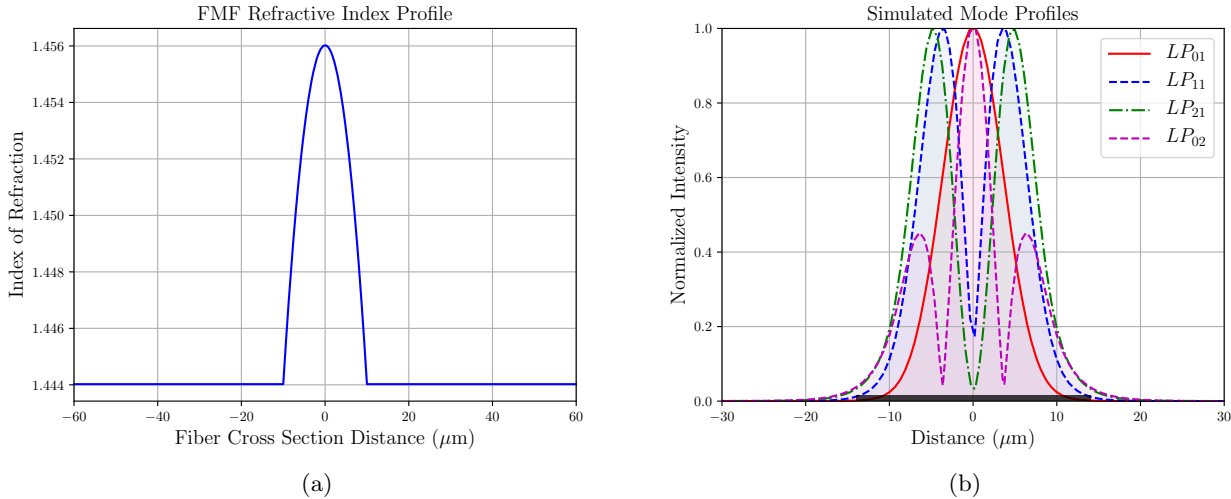 FMF Refractive Index Profile
1.456
1.454
1.452
1.450
1.448
1.446
1.444
Index of Refraction
−60
−40
−20
0
20
40
60
Fiber Cross Section Distance (μm)
(a)
Simulated Mode Profiles
1.0
0.8
0.6
0.4
0.2
0.0
Normalized Intensity
LP₀₁
LP₁₁
LP₂₁
LP₀₂
−30
−20
−10
0
10
20
30
Distance (μm)
(b)